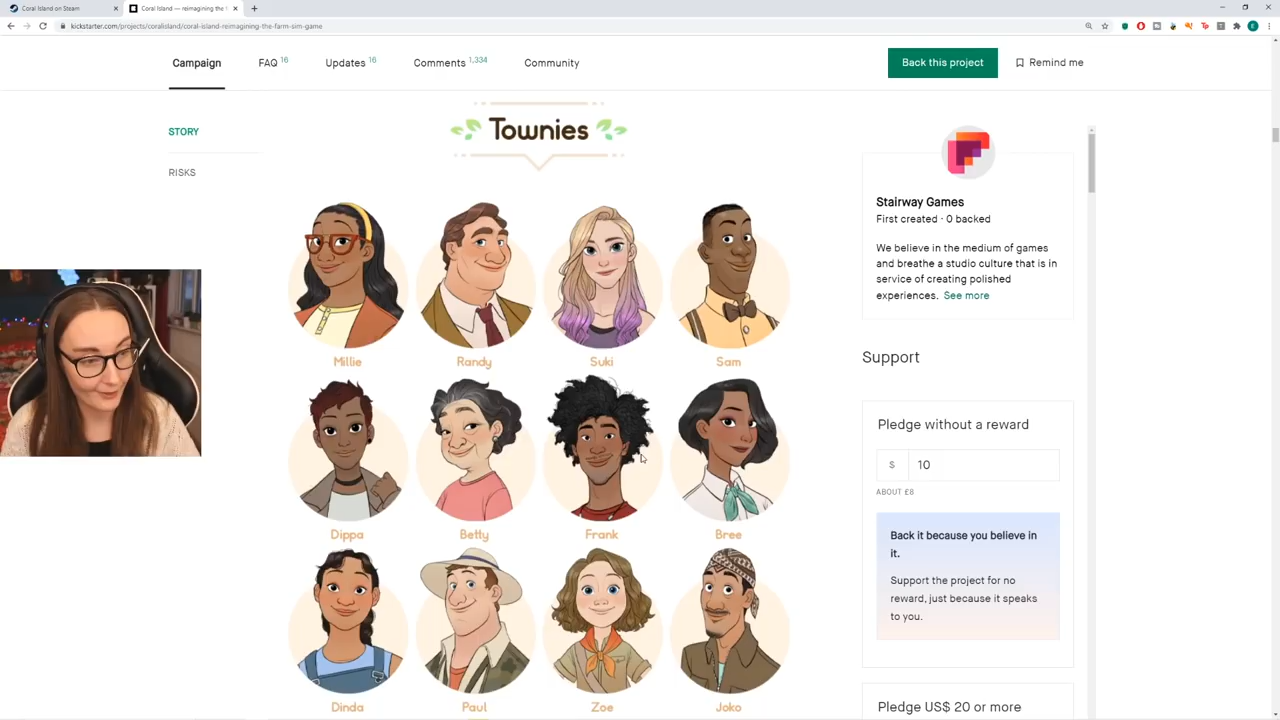 Coral Island on Steam
Coral Island — reimagining the
kickstarter.com/projects/coralisland/coral-island-reimagining-the-farm-sim-game
Campaign
FAQ 16
Updates 16
Comments 1,334
Community
Back this project
Remind me
STORY
RISKS
Townies
Millie
Randy
Suki
Sam
Dippa
Betty
Frank
Bree
Dinda
Paul
Zoe
Joko
Stairway Games
First created · 0 backed
We believe in the medium of games
and breathe a studio culture that is in
service of creating polished
experiences. See more
Support
Pledge without a reward
$ 10
ABOUT £8
Back it because you believe in
it.
Support the project for no
reward, just because it speaks
to you.
Pledge US$ 20 or more